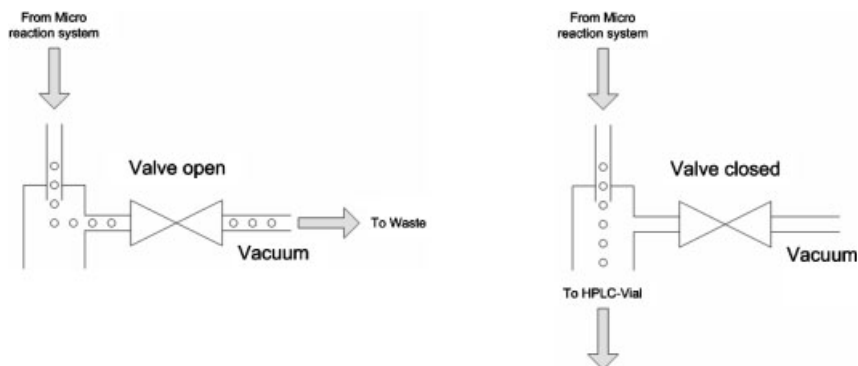 From Micro
reaction system
Valve open
To Waste
Vacuum
From Micro
reaction system
Valve closed
Vacuum
To HPLC-Vial